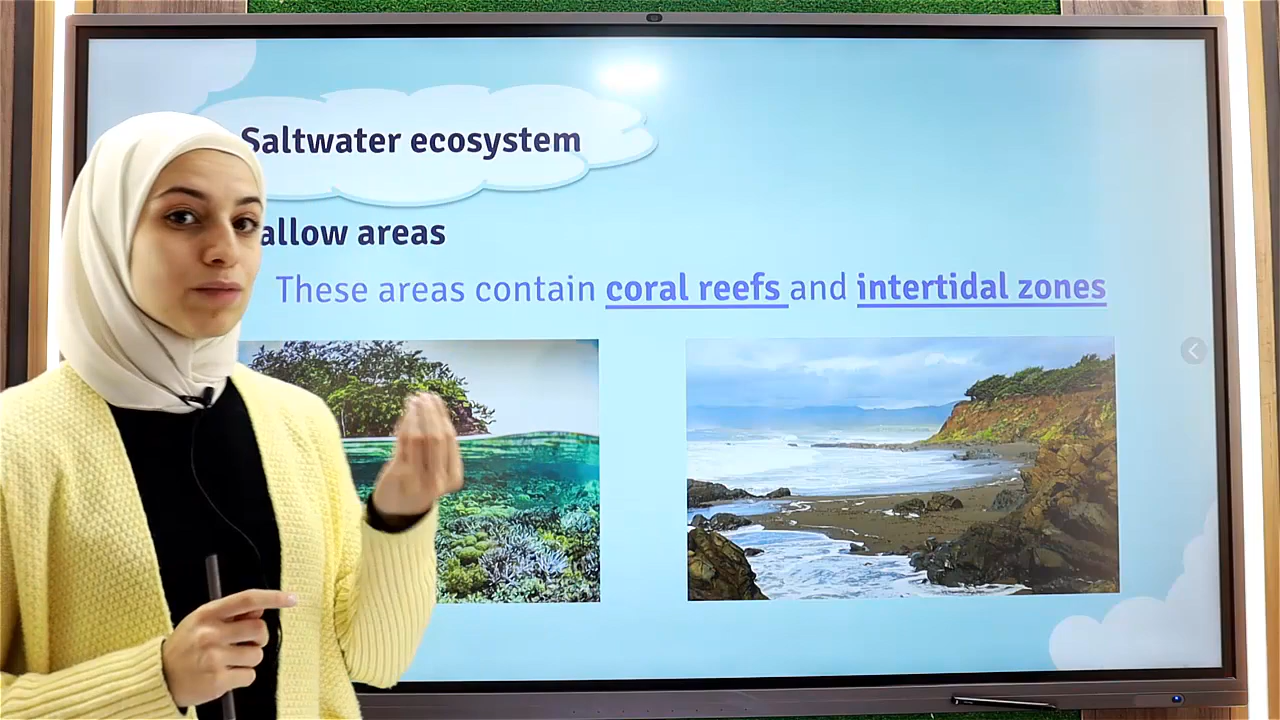 Saltwater ecosystem
allow areas
These areas contain coral reefs and intertidal zones